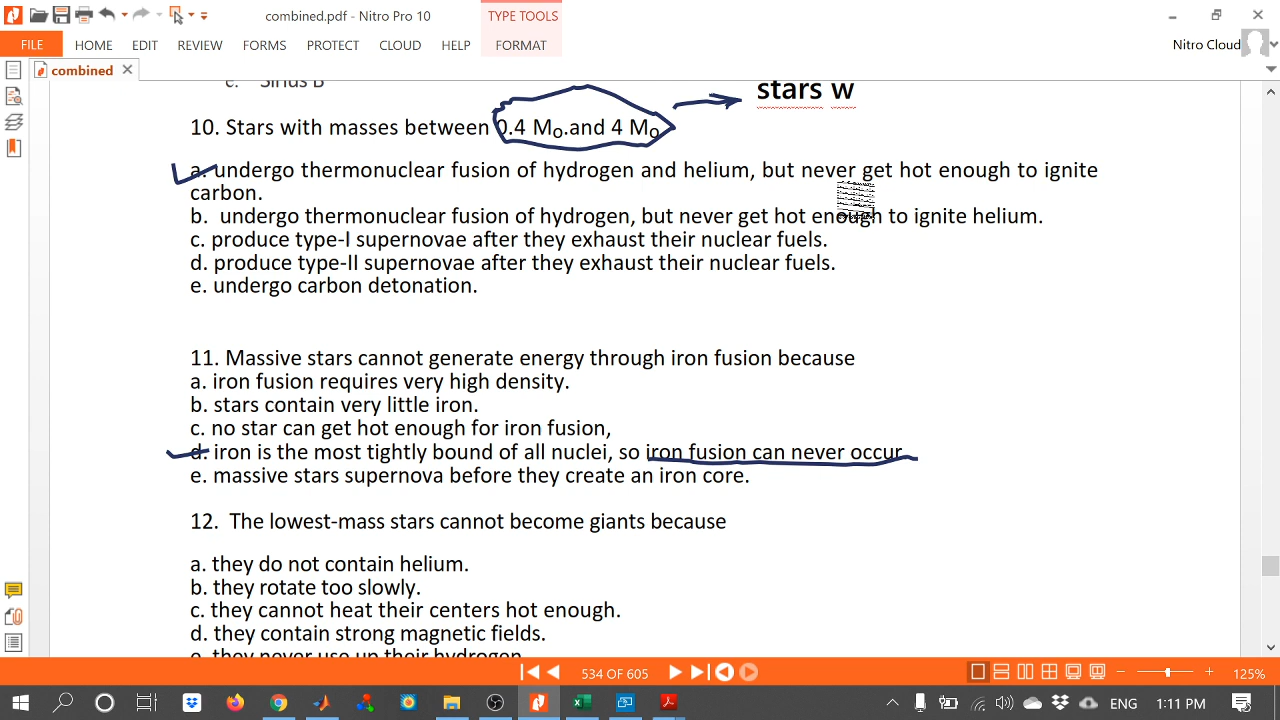 combined.pdf - Nitro Pro 10
TYPE TOOLS
FILE
HOME
EDIT
REVIEW
FORMS
PROTECT
CLOUD
HELP
FORMAT
Nitro Cloud
combined
e. Sirius B
stars w
10. Stars with masses between 0.4 Mo.and 4 Mo
a. undergo thermonuclear fusion of hydrogen and helium, but never get hot enough to ignite
carbon.
b. undergo thermonuclear fusion of hydrogen, but never get hot enough to ignite helium.
c. produce type-I supernovae after they exhaust their nuclear fuels.
d. produce type-II supernovae after they exhaust their nuclear fuels.
e. undergo carbon detonation.
11. Massive stars cannot generate energy through iron fusion because
a. iron fusion requires very high density.
b. stars contain very little iron.
c. no star can get hot enough for iron fusion,
d. iron is the most tightly bound of all nuclei, so iron fusion can never occur
e. massive stars supernova before they create an iron core.
12. The lowest-mass stars cannot become giants because
a. they do not contain helium.
b. they rotate too slowly.
c. they cannot heat their centers hot enough.
d. they contain strong magnetic fields.
e. they never use up their hydrogen
534 OF 605
125%
ENG
1:11 PM